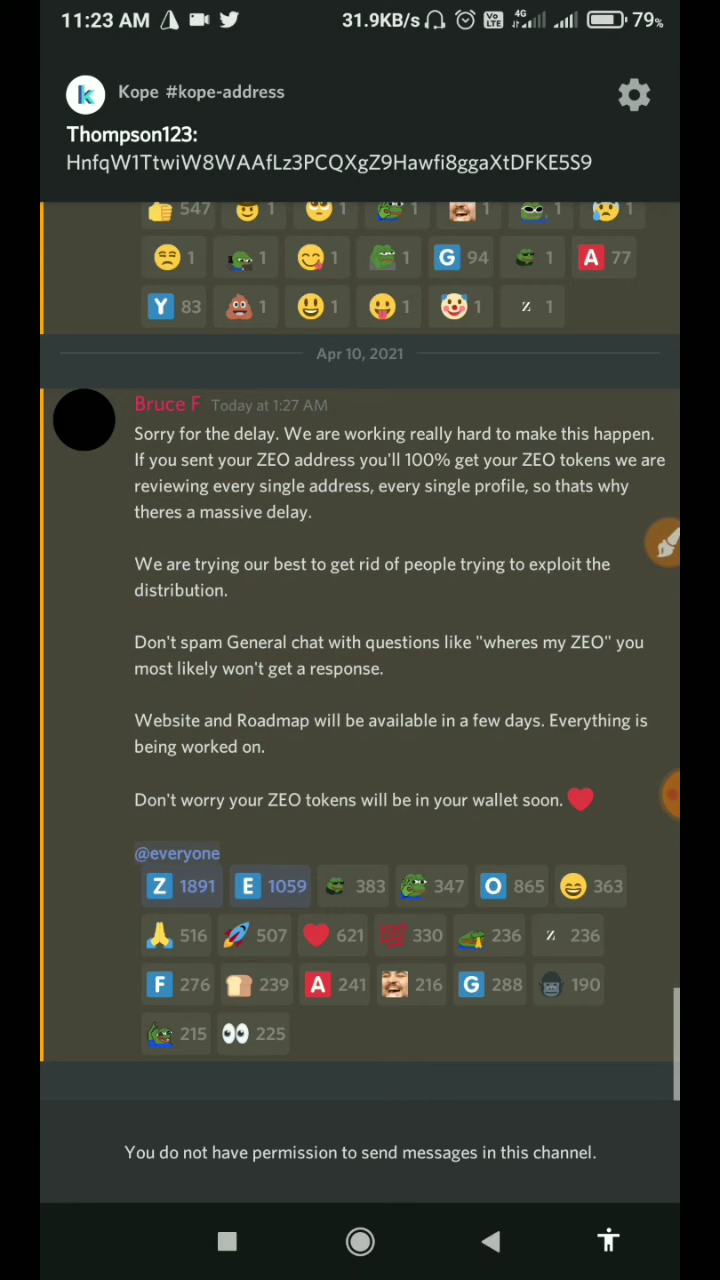 11:23 AM 31.9KB/s Vo LTE 4G 79%
Kope #kope-address
Thompson123:
HnfqW1TtwiW8WAAfLz3PCQXgZ9Hawfi8ggaXtDFKE5S9
547 1 1 1 1 1 1
1 1 1 1 G 94 1 A 77
Y 83 1 1 1 1 Z 1
Apr 10, 2021
Bruce F Today at 1:27 AM
Sorry for the delay. We are working really hard to make this happen.
If you sent your ZEO address you'll 100% get your ZEO tokens we are
reviewing every single address, every single profile, so thats why
theres a massive delay.
We are trying our best to get rid of people trying to exploit the
distribution.
Don't spam General chat with questions like "wheres my ZEO" you
most likely won't get a response.
Website and Roadmap will be available in a few days. Everything is
being worked on.
Don't worry your ZEO tokens will be in your wallet soon.
@everyone
Z 1891 E 1059 383 347 O 865 363
516 507 621 100 330 236 Z 236
F 276 239 A 241 216 G 288 190
215 225
You do not have permission to send messages in this channel.